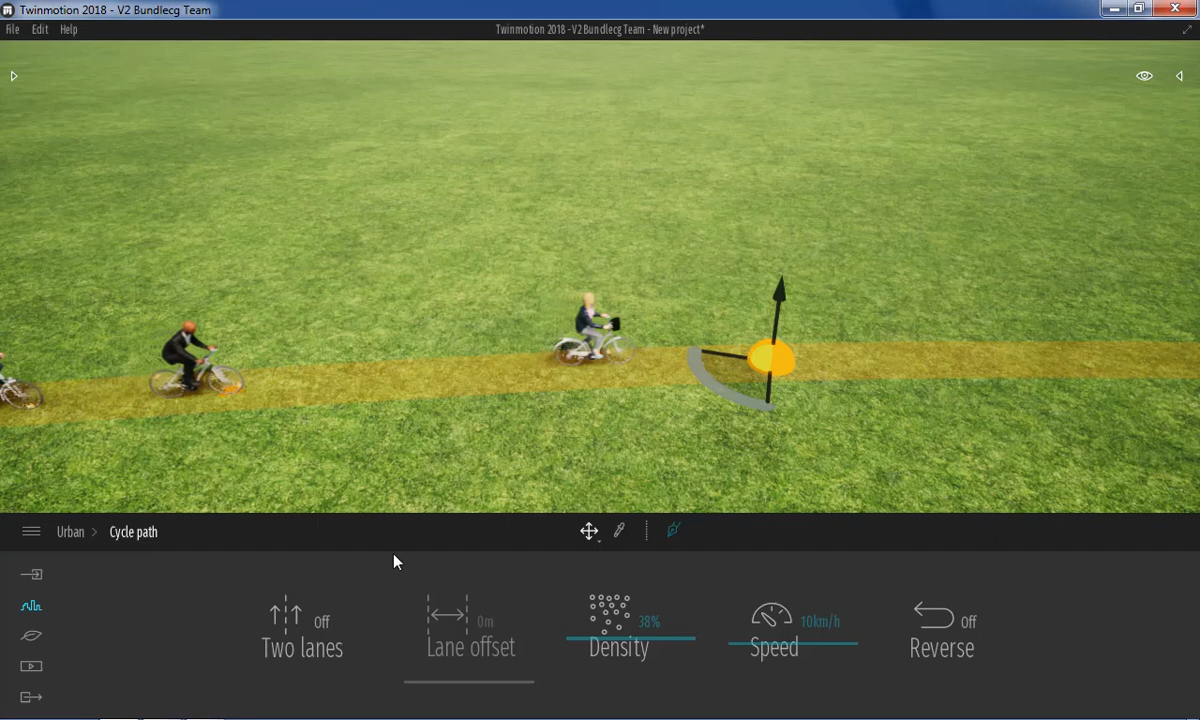 Twinmotion 2018 - V2 Bundlecg Team
File Edit Help
Twinmotion 2018 - V2 Bundlecg Team - New project*
Urban > Cycle path
Off
Two lanes
0m
Lane offset
38%
Density
10km/h
Speed
Off
Reverse